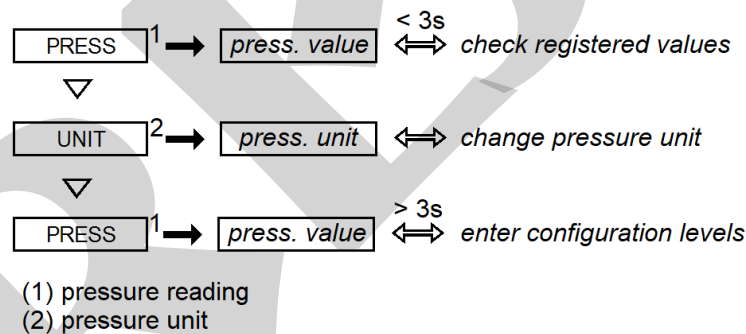 < 3s
PRESS 1 press. value check registered values
UNIT 2 press. unit change pressure unit
> 3s
PRESS 1 press. value enter configuration levels
(1) pressure reading
(2) pressure unit